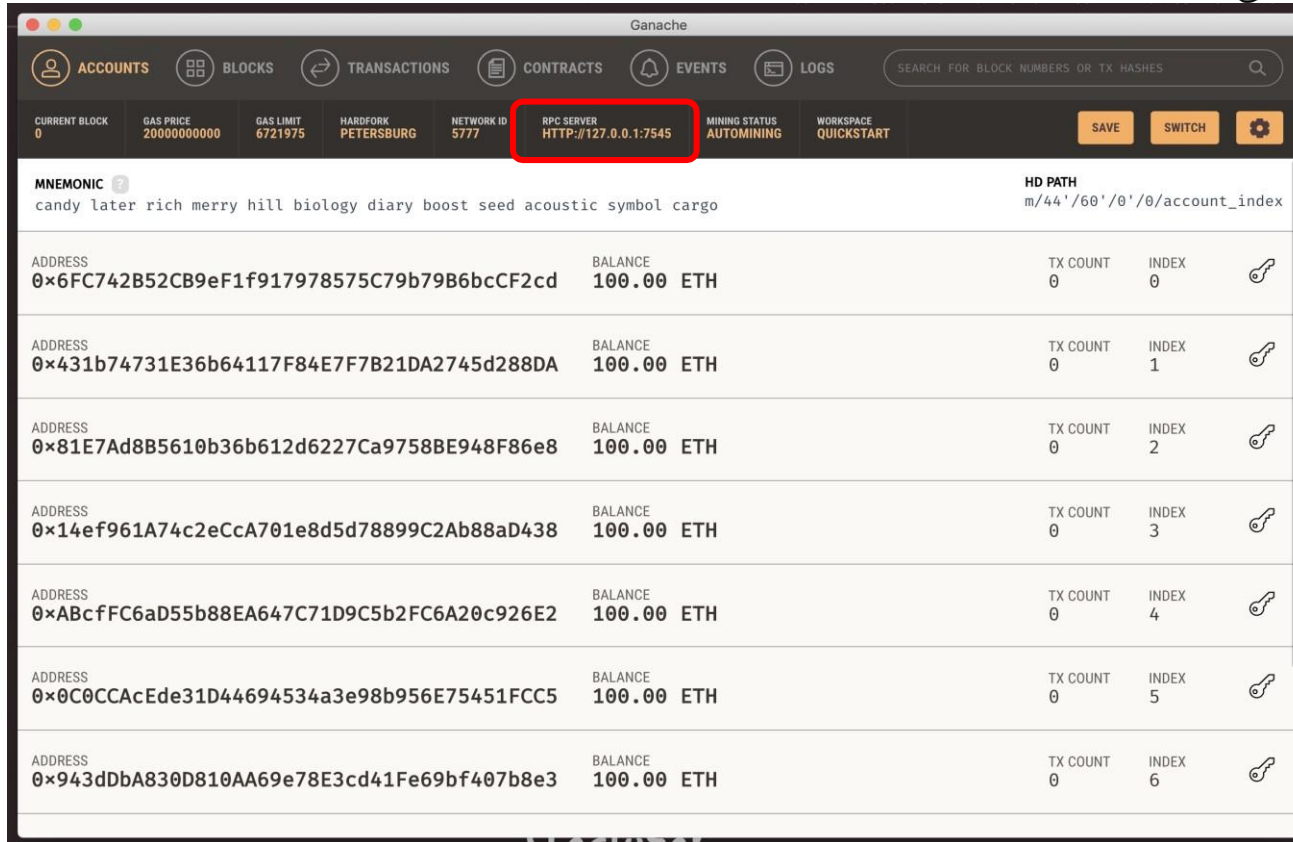 Ganache
ACCOUNTS BLOCKS TRANSACTIONS CONTRACTS EVENTS LOGS SEARCH FOR BLOCK NUMBERS OR TX HASHES
CURRENT BLOCK GAS PRICE GAS LIMIT HARDFORK NETWORK ID RPC SERVER MINING STATUS WORKSPACE
0 20000000000 6721975 PETERSBURG 5777 HTTP://127.0.0.1:7545 AUTOMINING QUICKSTART SAVE SWITCH
MNEMONIC ? HD PATH
candy later rich merry hill biology diary boost seed acoustic symbol cargo m/44'/60'/0'/0/account_index
ADDRESS BALANCE TX COUNT INDEX
0×6FC742B52CB9eF1f917978575C79b79B6bcCF2cd 100.00 ETH 0 0
ADDRESS BALANCE TX COUNT INDEX
0×431b74731E36b64117F84E7F7B21DA2745d288DA 100.00 ETH 0 1
ADDRESS BALANCE TX COUNT INDEX
0×81E7Ad8B5610b36b612d6227Ca9758BE948F86e8 100.00 ETH 0 2
ADDRESS BALANCE TX COUNT INDEX
0×14ef961A74c2eCcA701e8d5d78899C2Ab88aD438 100.00 ETH 0 3
ADDRESS BALANCE TX COUNT INDEX
0×ABcfFC6aD55b88EA647C71D9C5b2FC6A20c926E2 100.00 ETH 0 4
ADDRESS BALANCE TX COUNT INDEX
0×0C0CCAcEde31D44694534a3e98b956E75451FCC5 100.00 ETH 0 5
ADDRESS BALANCE TX COUNT INDEX
0×943dDbA830D810AA69e78E3cd41Fe69bf407b8e3 100.00 ETH 0 6